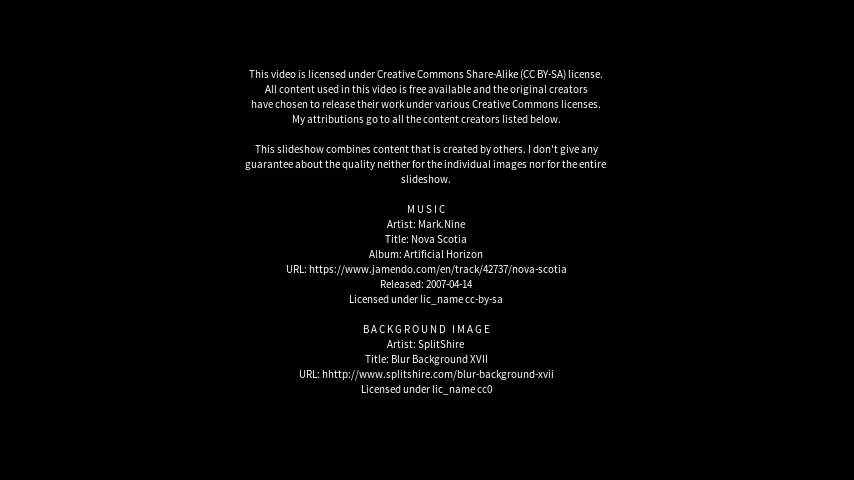 This video is licensed under Creative Commons Share-Alike (CC BY-SA) license.
All content used in this video is free available and the original creators
have chosen to release their work under various Creative Commons licenses.
My attributions go to all the content creators listed below.
This slideshow combines content that is created by others. I don't give any
guarantee about the quality neither for the individual images nor for the entire
slideshow.
MUSIC
Artist: Mark.Nine
Title: Nova Scotia
Album: Artificial Horizon
URL: https://www.jamendo.com/en/track/42737/nova-scotia
Released: 2007-04-14
Licensed under lic_name cc-by-sa
BACKGROUND IMAGE
Artist: SplitShire
Title: Blur Background XVII
URL: hhttp://www.splitshire.com/blur-background-xvii
Licensed under lic_name cc0